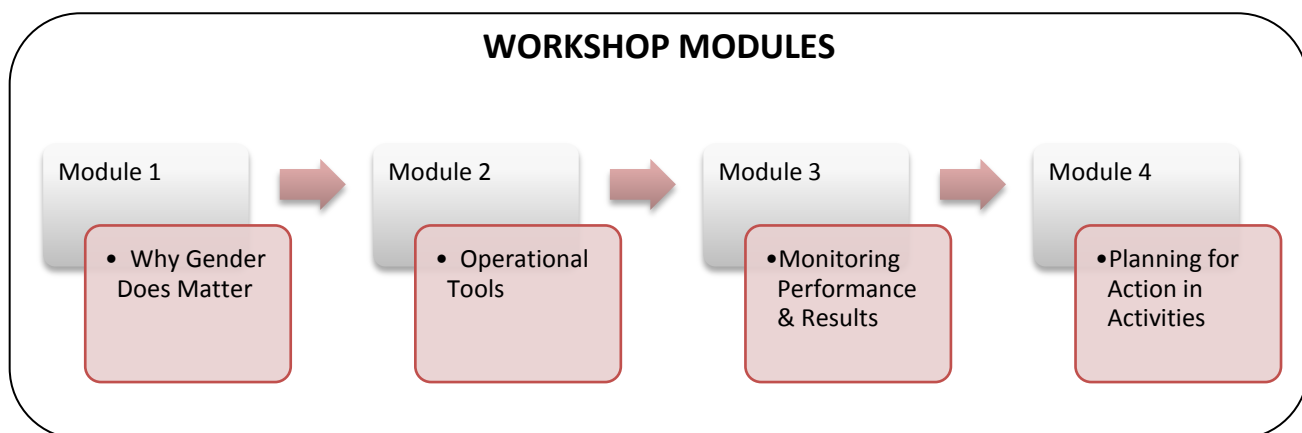 WORKSHOP MODULES
Module 1
• Why Gender
Does Matter
Module 2
• Operational
Tools
Module 3
•Monitoring
Performance
& Results
Module 4
•Planning for
Action in
Activities